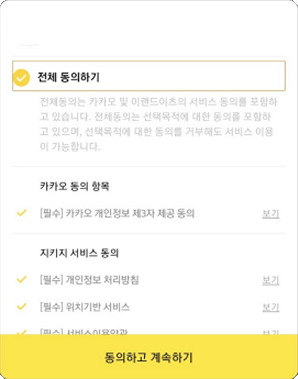 전체 동의하기
전체동의는 카카오 및 이랜드이츠의 서비스 동의를 포함하
고 있습니다. 전체동의는 선택목적에 대한 동의를 포함하
고 있으며, 선택목적에 대한 동의를 거부해도 서비스 이용
이 가능합니다.
카카오 동의 항목
[필수] 카카오 개인정보 제3자 제공 동의 보기
지키지 서비스 동의
[필수] 개인정보 처리방침 보기
[필수] 위치기반 서비스 보기
[필수] 서비스이용약관 보기
동의하고 계속하기